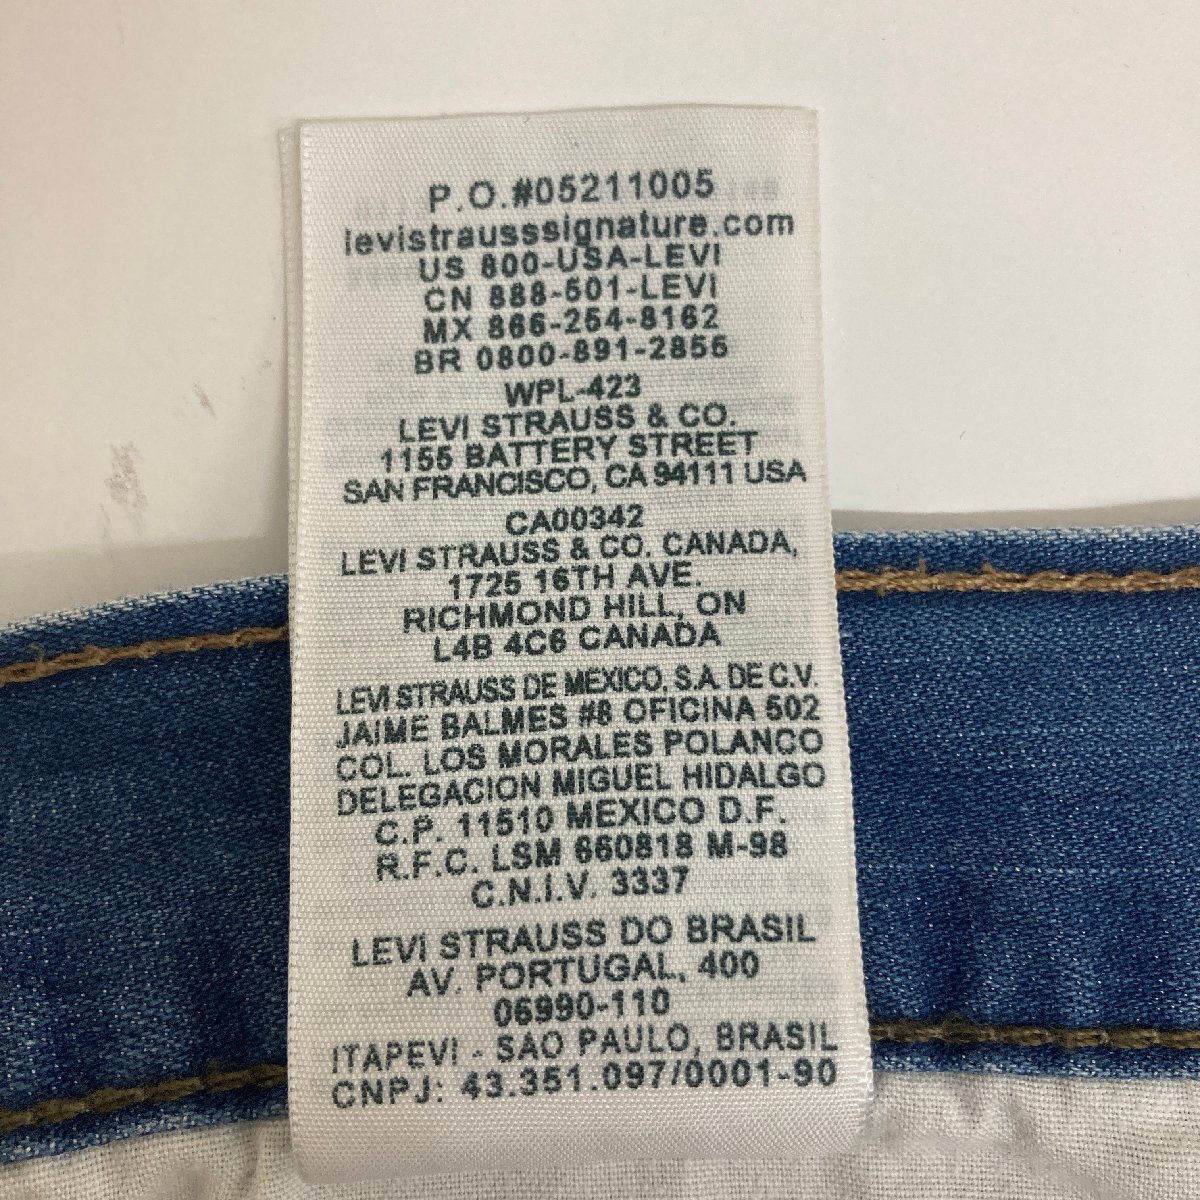 P.O.#05211005
levistrausssignature.com
US 800-USA-LEVI
CN 888-501-LEVI
MX 866-254-8162
BR 0800-891-2855
WPL-423
LEVI STRAUSS & CO.
1155 BATTERY STREET
SAN FRANCISCO, CA 94111 USA
CA00342
LEVI STRAUSS & CO. CANADA,
1725 16TH AVE.
RICHMOND HILL, ON
L4B 4C6 CANADA
LEVI STRAUSS DE MEXICO, S.A. DE C.V.
JAIME BALMES #8 OFICINA 502
COL. LOS MORALES POLANCO
DELEGACION MIGUEL HIDALGO
C.P. 11510 MEXICO D.F.
R.F.C. LSM 660818 M-98
C.N.I.V. 3337
LEVI STRAUSS DO BRASIL
AV. PORTUGAL, 400
06990-110
ITAPEVI - SAO PAULO, BRASIL
CNPJ: 43.351.097/0001-90